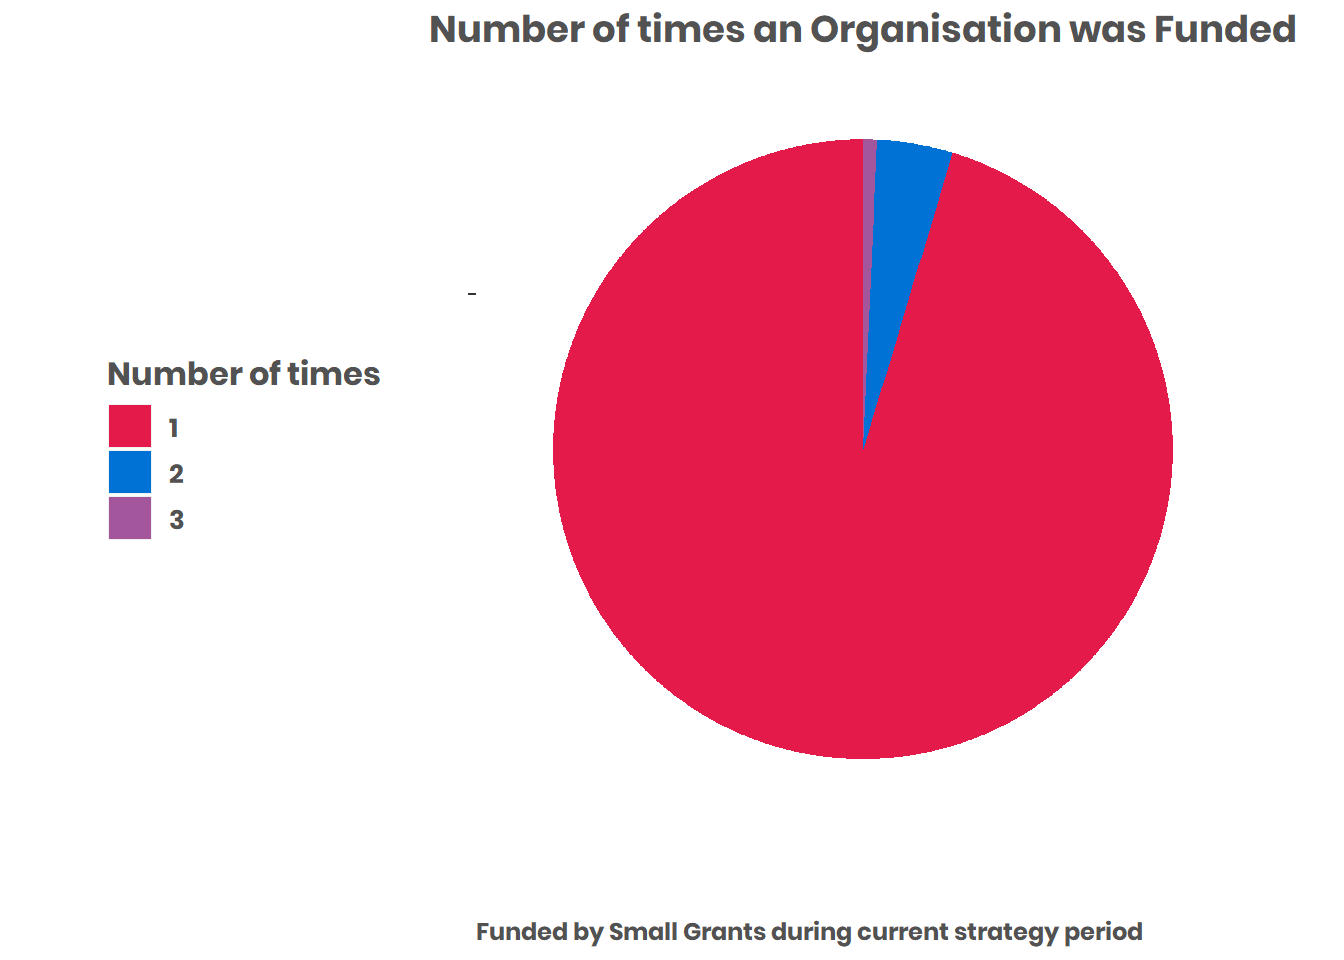 Number of times an Organisation was Funded
Number of times
1
2
3
Funded by Small Grants during current strategy period